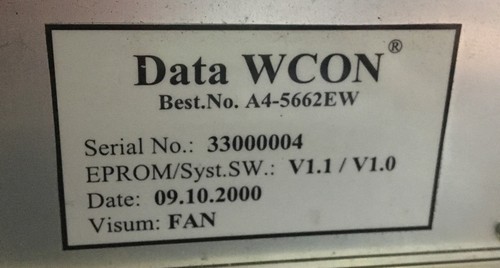 Data WCON®
Best.No. A4-5662EW
Serial No.: 33000004
EPROM/Syst.SW.: V1.1 / V1.0
Date: 09.10.2000
Visum: FAN